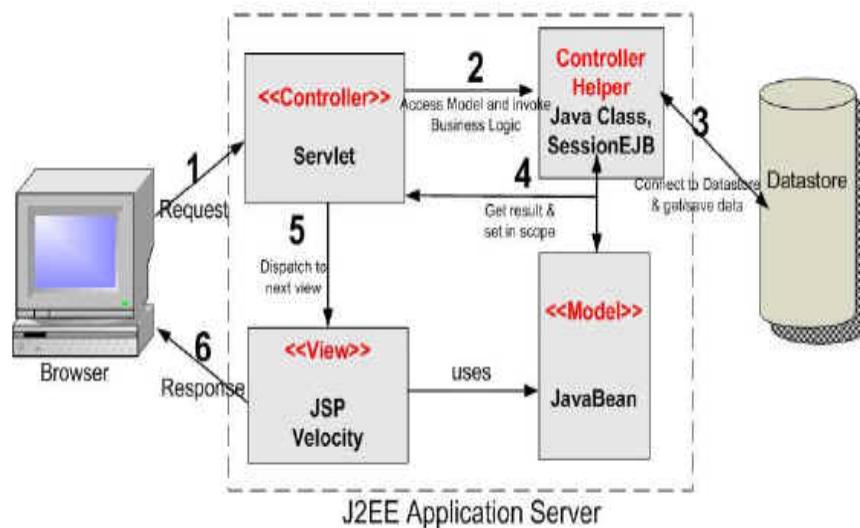 1
Request
<<Controller>>
Servlet
2
Access Model and invoke
Business Logic
Controller
Helper
Java Class,
SessionEJB
3
Connect to Datastore
& get/save data
Datastore
4
Get result &
set in scope
5
Dispatch to
next view
<<Model>>
JavaBean
<<View>>
JSP
Velocity
uses
6
Response
Browser
J2EE Application Server